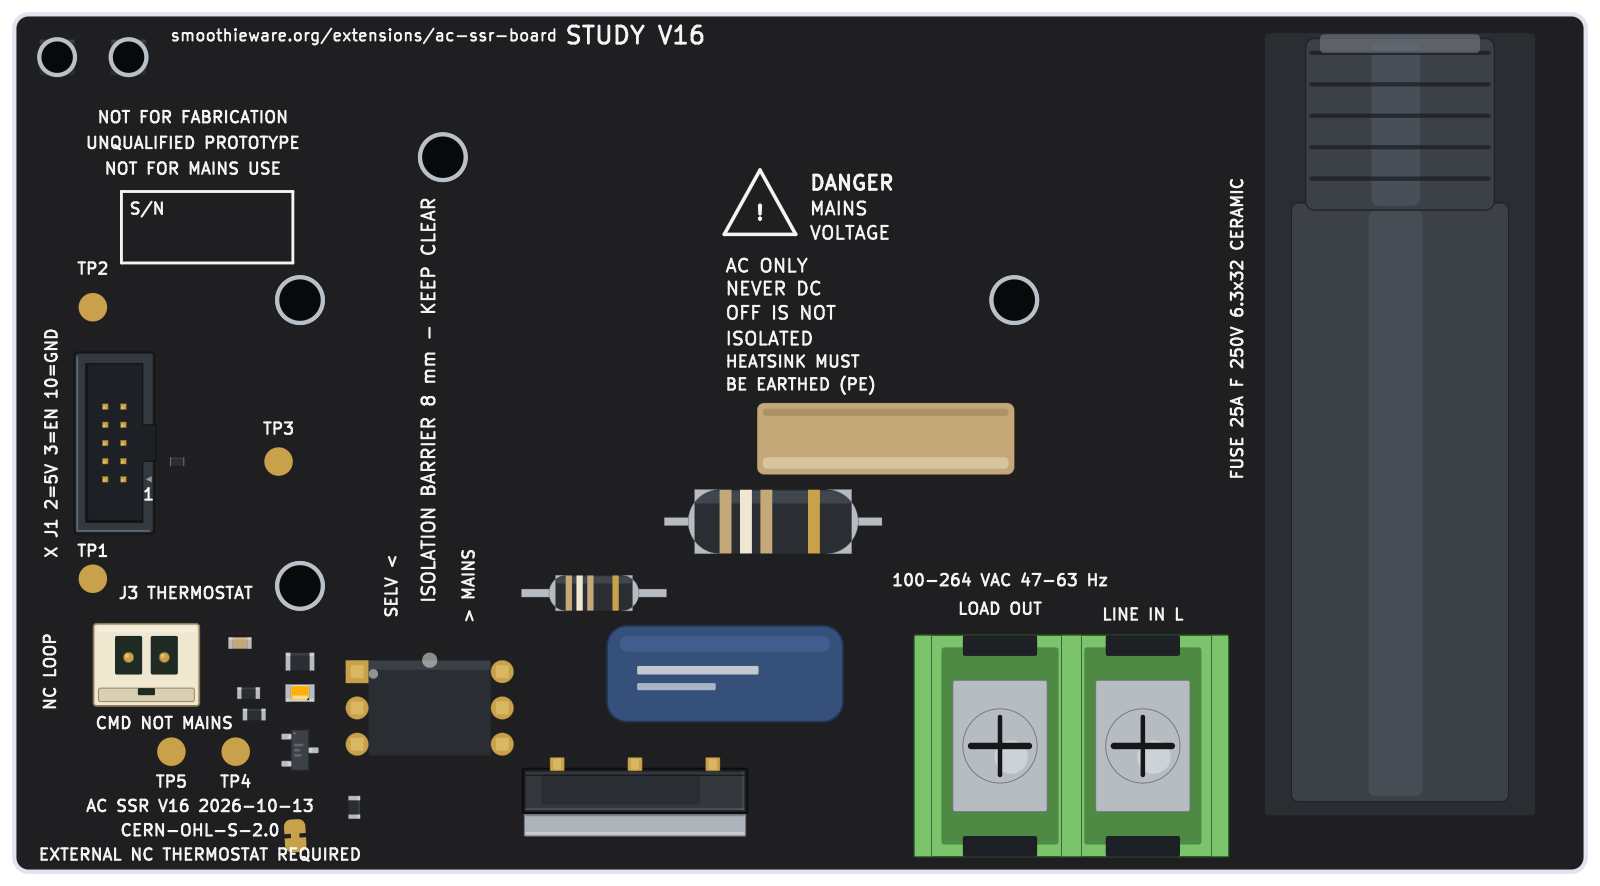 smoothieware.org/extensions/ac-ssr-board STUDY V16
NOT FOR FABRICATION
UNQUALIFIED PROTOTYPE
NOT FOR MAINS USE
S/N
TP2
X J1 2=5V 3=EN 10=GND
1
TP3
TP1
J3 THERMOSTAT
NC LOOP
CMD NOT MAINS
TP5 TP4
AC SSR V16 2026-10-13
CERN-OHL-S-2.0
EXTERNAL NC THERMOSTAT REQUIRED
SELV <
ISOLATION BARRIER 8 mm - KEEP CLEAR
> MAINS
!
DANGER
MAINS
VOLTAGE
AC ONLY
NEVER DC
OFF IS NOT
ISOLATED
HEATSINK MUST
BE EARTHED (PE)
100-264 VAC 47-63 Hz
LOAD OUT
LINE IN L
FUSE 25A F 250V 6.3x32 CERAMIC